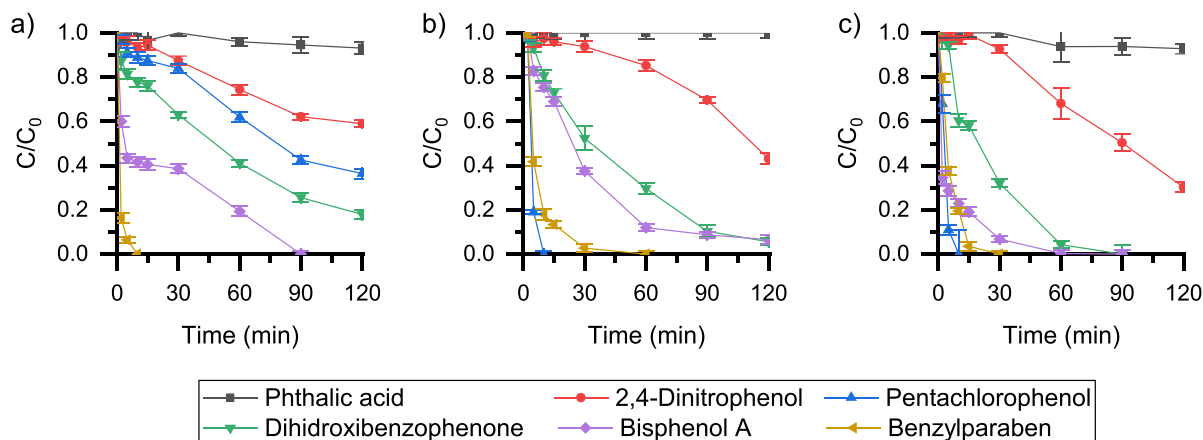 a)
b)
c)
C/C0
1.0
0.8
0.6
0.4
0.2
0.0
0 30 60 90 120
Time (min)
1.0
0.8
0.6
0.4
0.2
0.0
0 30 60 90 120
Time (min)
1.0
0.8
0.6
0.4
0.2
0.0
0 30 60 90 120
Time (min)
C/C0
C/C0
Phthalic acid 2,4-Dinitrophenol Pentachlorophenol
Dihidroxibenzophenone Bisphenol A Benzylparaben